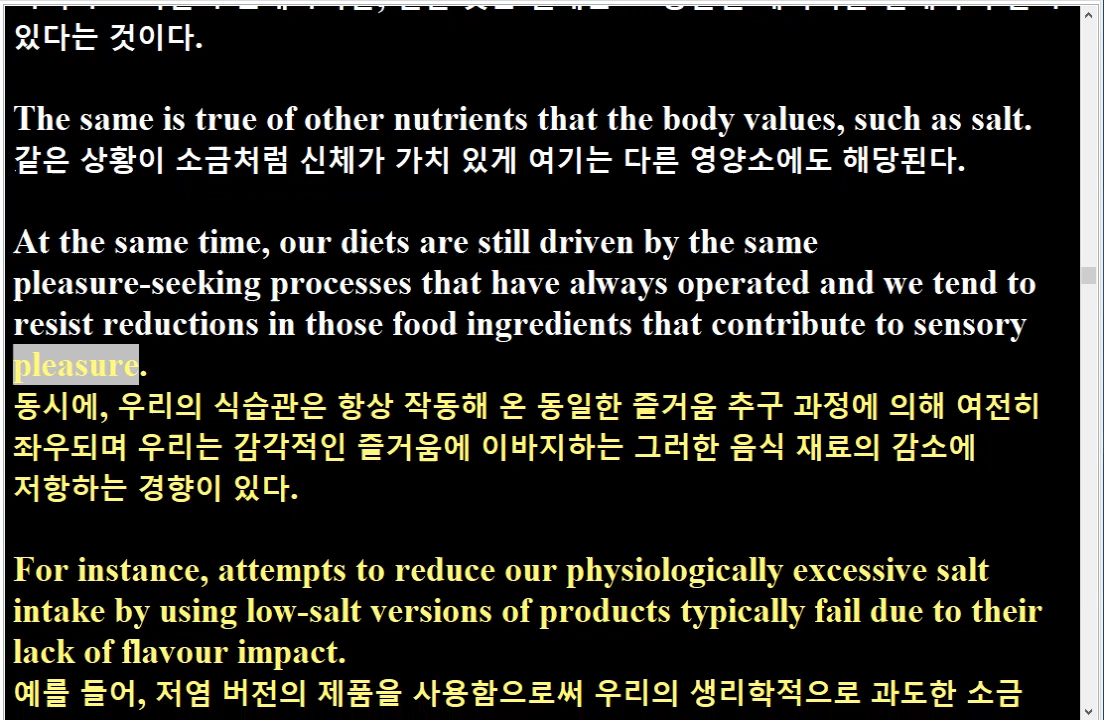 있다는 것이다.
The same is true of other nutrients that the body values, such as salt.
같은 상황이 소금처럼 신체가 가치 있게 여기는 다른 영양소에도 해당된다.
At the same time, our diets are still driven by the same
pleasure-seeking processes that have always operated and we tend to
resist reductions in those food ingredients that contribute to sensory
pleasure.
동시에, 우리의 식습관은 항상 작동해 온 동일한 즐거움 추구 과정에 의해 여전히
좌우되며 우리는 감각적인 즐거움에 이바지하는 그러한 음식 재료의 감소에
저항하는 경향이 있다.
For instance, attempts to reduce our physiologically excessive salt
intake by using low-salt versions of products typically fail due to their
lack of flavour impact.
예를 들어, 저염 버전의 제품을 사용함으로써 우리의 생리학적으로 과도한 소금